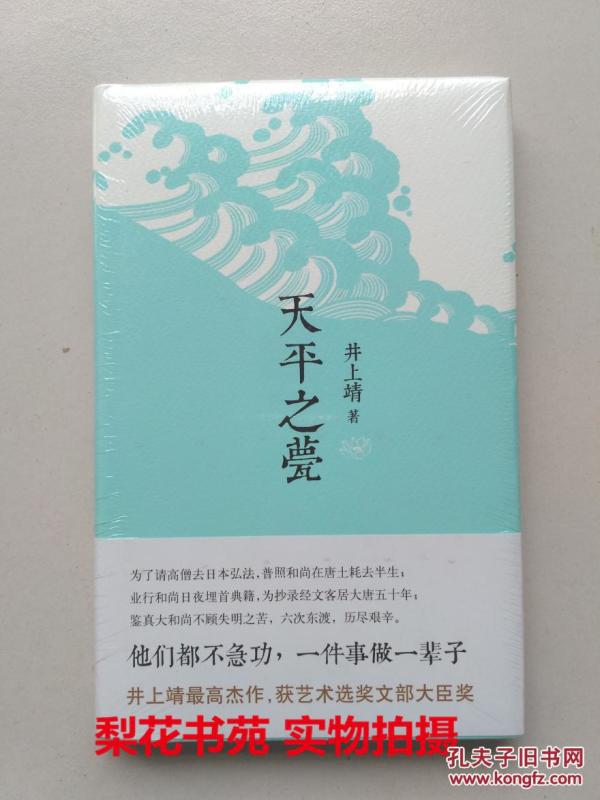 天平之甍
井上靖 著
为了请高僧去日本弘法，普照和尚在唐土耗去半生；
业行和尚日夜埋首典籍，为抄录经文客居大唐五十年；
鉴真大和尚不顾失明之苦，六次东渡，历尽艰辛。
他们都不急功，一件事做一辈子
井上靖最高杰作，获艺术选奖文部大臣奖
梨花书苑 实物拍摄
孔夫子旧书网
www.kongfz.com